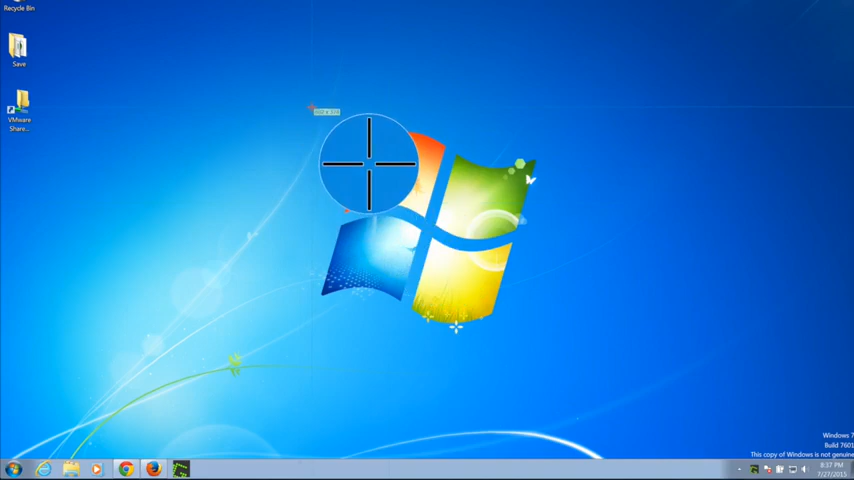 Recycle Bin
Save
VMware
Share...
Windows 7
Build 7601
This copy of Windows is not genuine
8:37 PM
7/27/2015